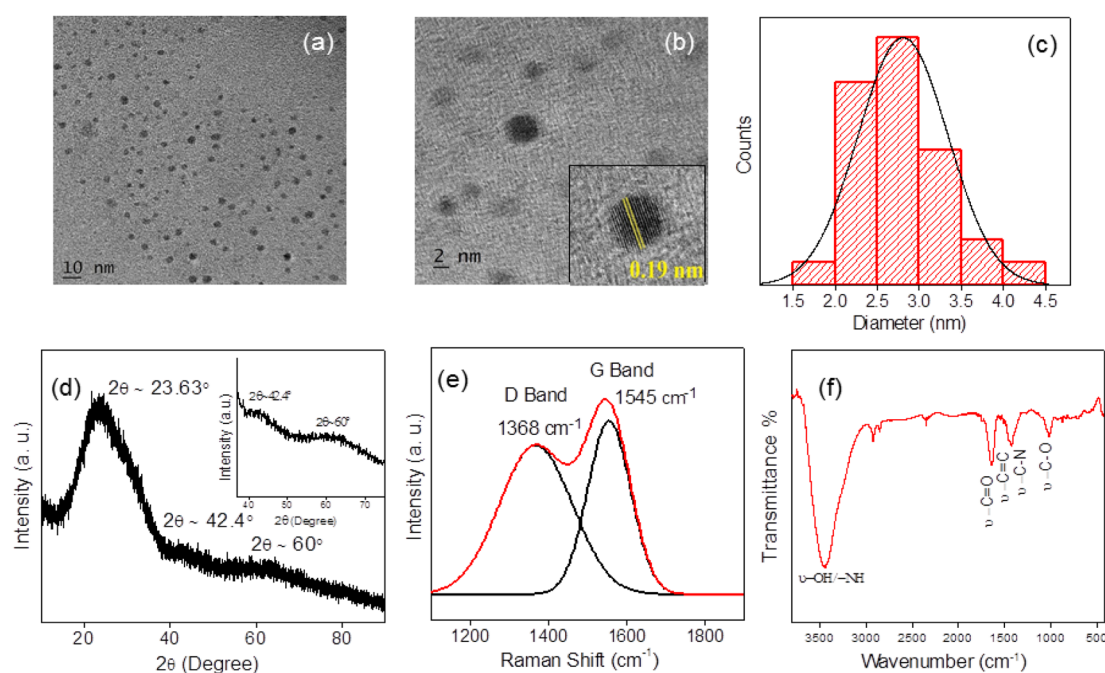 (a)
10 nm
(b)
2 nm
0.19 nm
(c)
Counts
1.5 2.0 2.5 3.0 3.5 4.0 4.5
Diameter (nm)
(d)
2θ ~ 23.63°
2θ ~ 42.4°
2θ ~ 60°
Intensity (a. u.)
20 40 60 80
2θ (Degree)
Intensity (a.u.)
2θ~42.4°
2θ~60°
40 50 60 70
2θ (Degree)
(e)
D Band
1368 cm⁻¹
G Band
1545 cm⁻¹
Intensity (a. u.)
1200 1400 1600 1800
Raman Shift (cm⁻¹)
(f)
Transmittance %
υ–OH/–NH
υ–C=O
υ–C=C
υ–C-N
υ–C-O
3500 3000 2500 2000 1500 1000 500
Wavenumber (cm⁻¹)